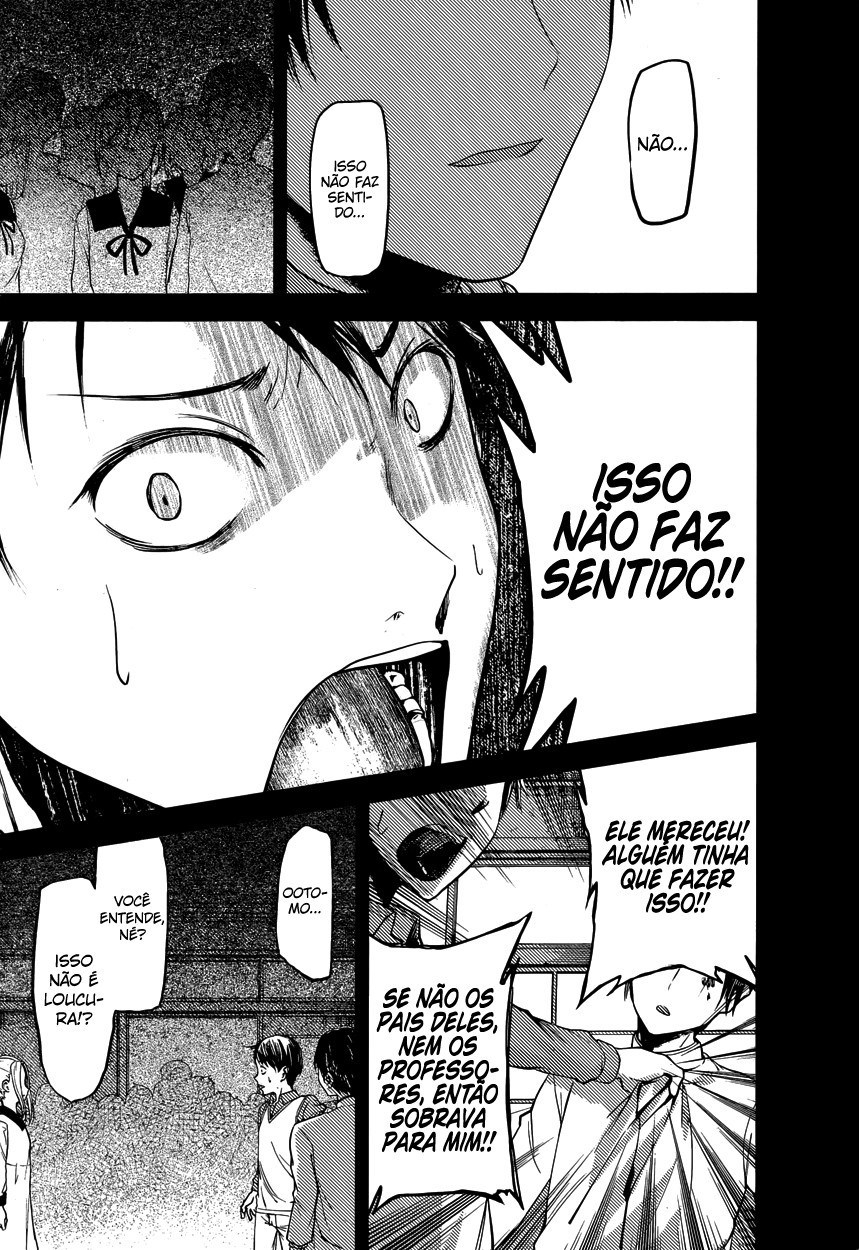 NÃO...
ISSO
NÃO FAZ
SENTI-
DO...
ISSO
NÃO FAZ
SENTIDO!!
ELE MERECEU!
ALGUÉM TINHA
QUE FAZER
ISSO!!
SE NÃO OS
PAIS DELES,
NEM OS
PROFESSO-
RES, ENTÃO
SOBRAVA
PARA MIM!!
OOTO-
MO...
VOCÊ
ENTENDE,
NÉ?
ISSO
NÃO É
LOUCU-
RA!?